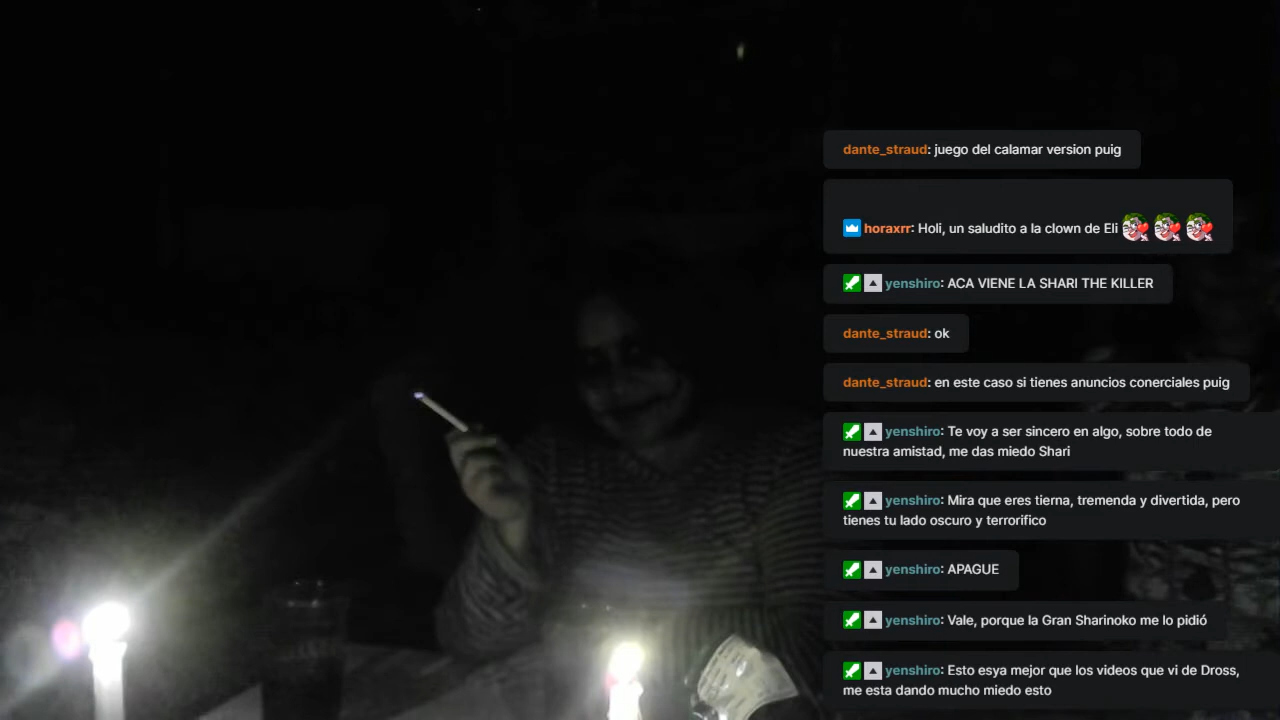 dante_straud: juego del calamar version puig
horaxrr: Holi, un saludito a la clown de Eli
yenshiro: ACA VIENE LA SHARI THE KILLER
dante_straud: ok
dante_straud: en este caso si tienes anuncios conerciales puig
yenshiro: Te voy a ser sincero en algo, sobre todo de
nuestra amistad, me das miedo Shari
yenshiro: Mira que eres tierna, tremenda y divertida, pero
tienes tu lado oscuro y terrorifico
yenshiro: APAGUE
yenshiro: Vale, porque la Gran Sharinoko me lo pidió
yenshiro: Esto esya mejor que los videos que vi de Dross,
me esta dando mucho miedo esto